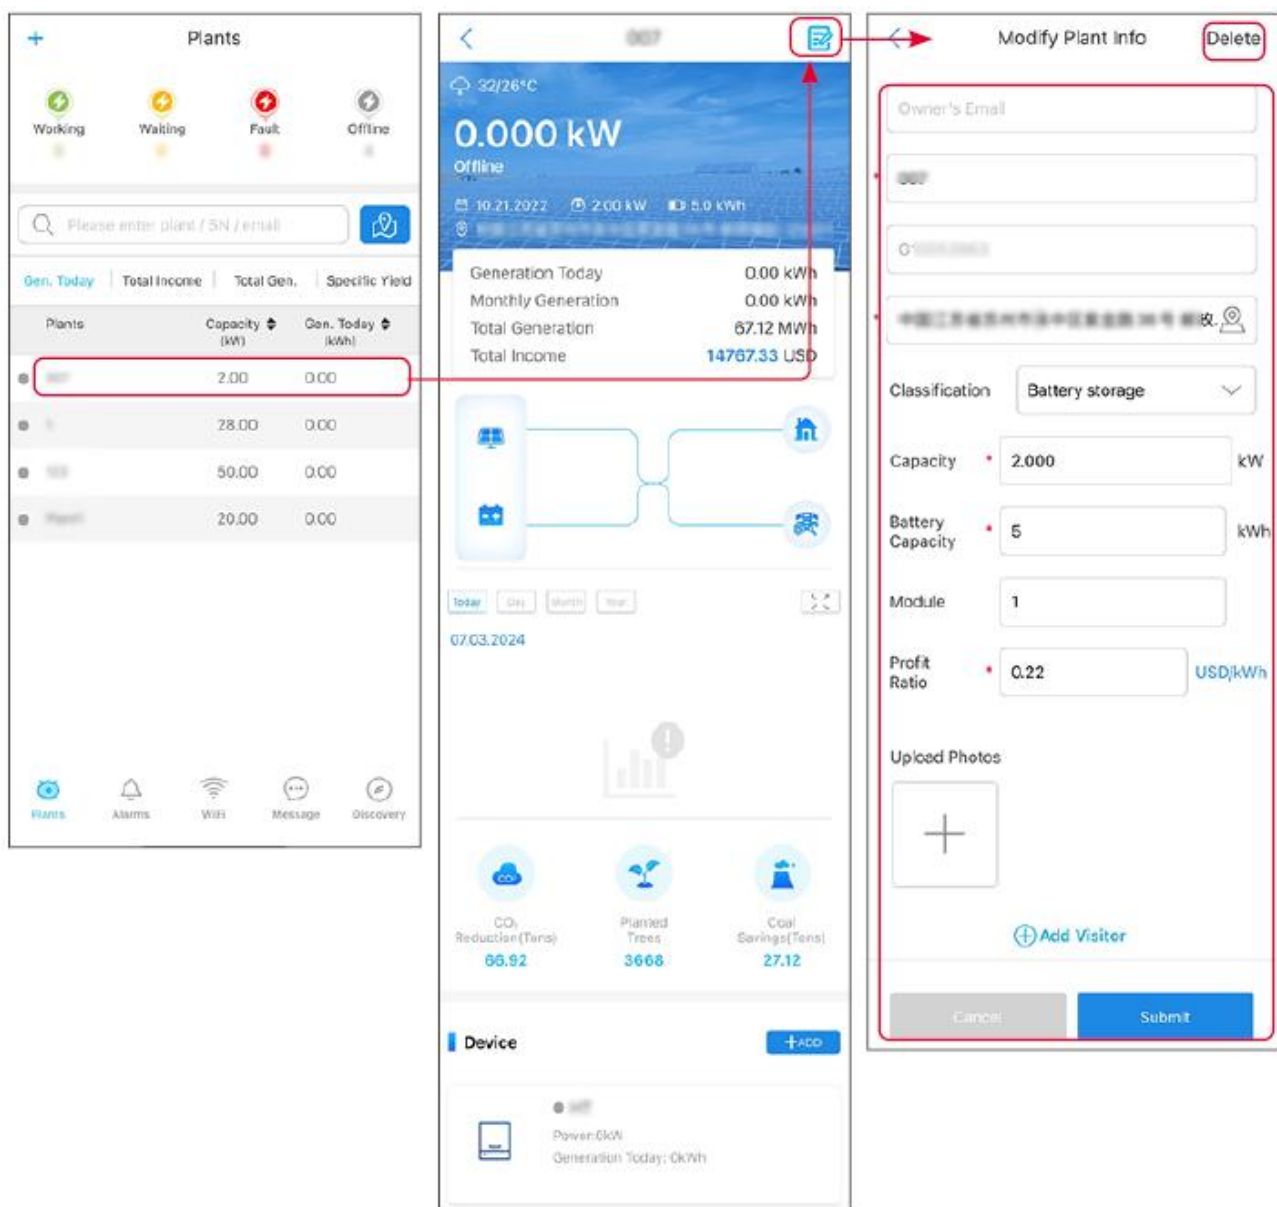 Plants
Working
Waiting
Fault
Offline
Please enter plant / SN / email
Gen. Today
Total Income
Total Gen.
Specific Yield
Plants
Capacity
(kW)
Gen. Today
(kWh)
2.00
0.00
28.00
0.00
50.00
0.00
20.00
0.00
Plants
Alarms
WiFi
Message
Discovery
007
32/26°C
0.000 kW
Offline
10.21.2022
2.00 kW
5.0 kWh
Generation Today
0.00 kWh
Monthly Generation
0.00 kWh
Total Generation
67.12 MWh
Total Income
14767.33 USD
Today
Day
Month
Year
07.03.2024
CO₂
Reduction(Tons)
66.92
Planted
Trees
3668
Coal
Savings(Tons)
27.12
Device
+ADD
Power:0kW
Generation Today: 0kWh
Modify Plant Info
Delete
Owner's Email
* 007
*
Classification
Battery storage
Capacity * 2.000 kW
Battery
Capacity * 5 kWh
Module 1
Profit
Ratio * 0.22 USD/kWh
Upload Photos
Add Visitor
Cancel
Submit